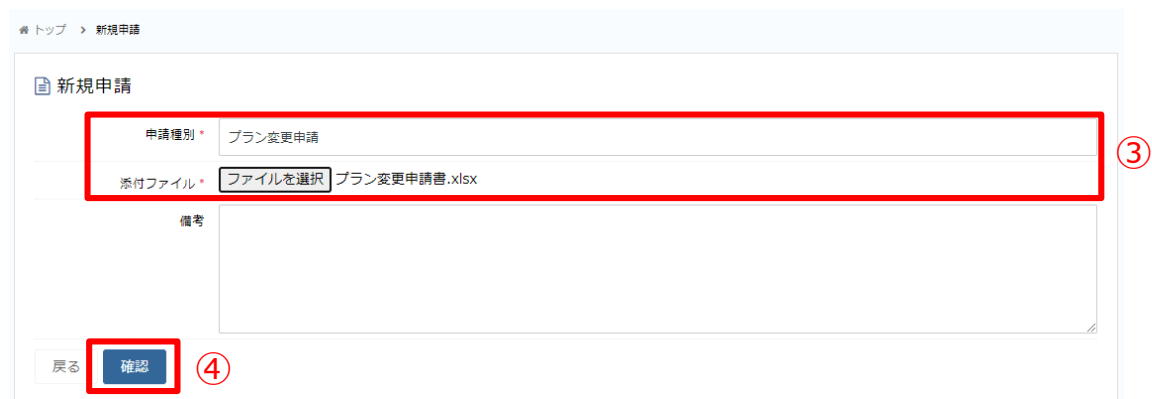 トップ > 新規申請
新規申請
申請種別 * プラン変更申請
③
添付ファイル * ファイルを選択 プラン変更申請書.xlsx
備考
戻る 確認 ④